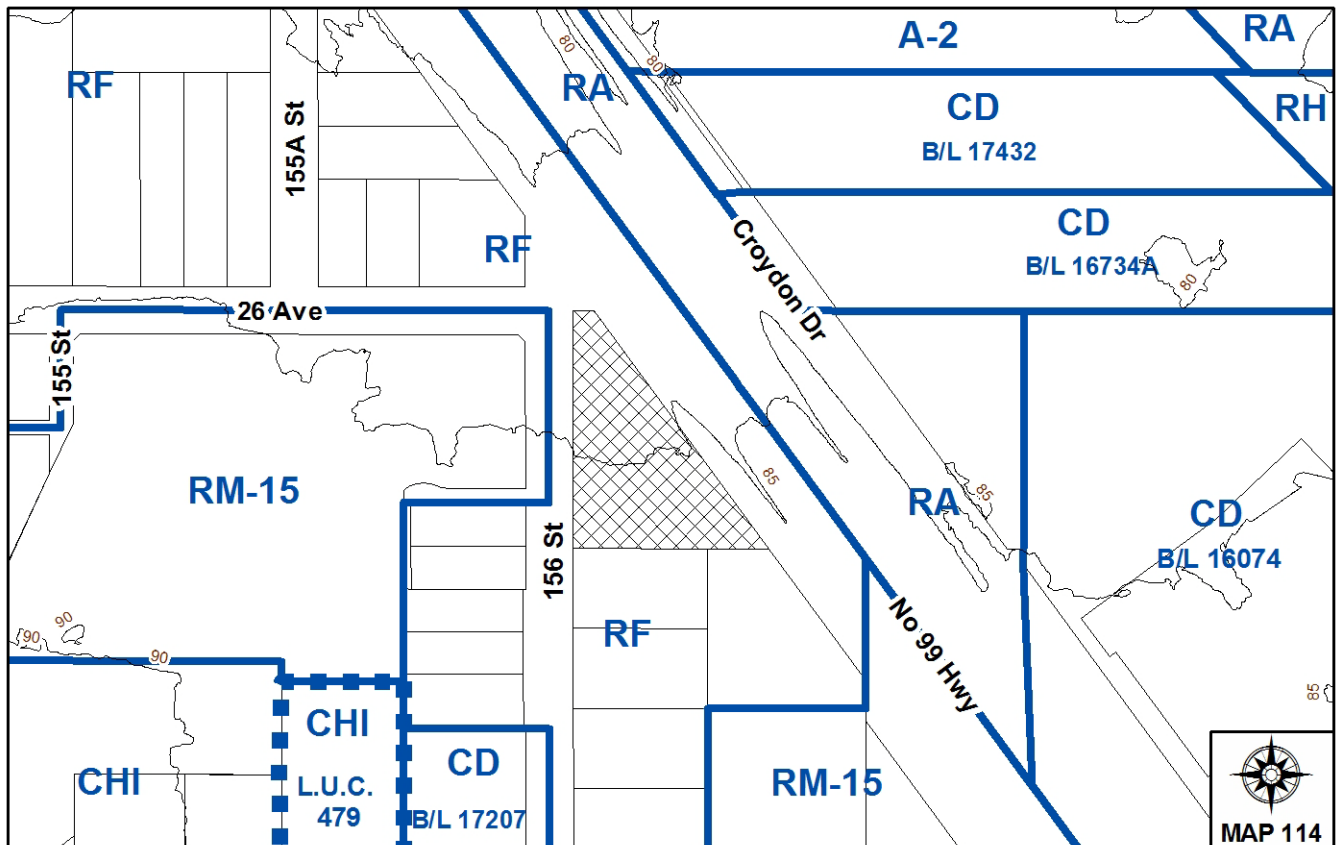 A-2
RA
RF
RA
80
80
CD
B/L 17432
RH
155A St
RF
CD
B/L 16734A
80
Croydon Dr
26 Ave
155 St
RM-15
85
RA
85
CD
B/L 16074
156 St
RF
No 99 Hwy
90
90
90
CHI
L.U.C.
479
CHI
CD
B/L 17207
RM-15
85
MAP 114